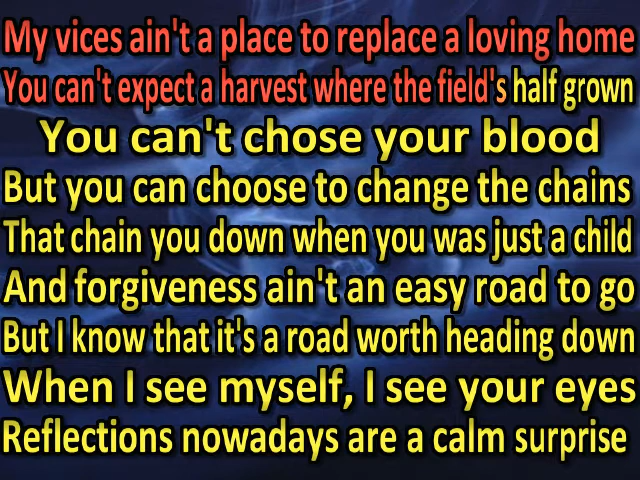 My vices ain't a place to replace a loving home
You can't expect a harvest where the field's half grown
You can't chose your blood
But you can choose to change the chains
That chain you down when you was just a child
And forgiveness ain't an easy road to go
But I know that it's a road worth heading down
When I see myself, I see your eyes
Reflections nowadays are a calm surprise